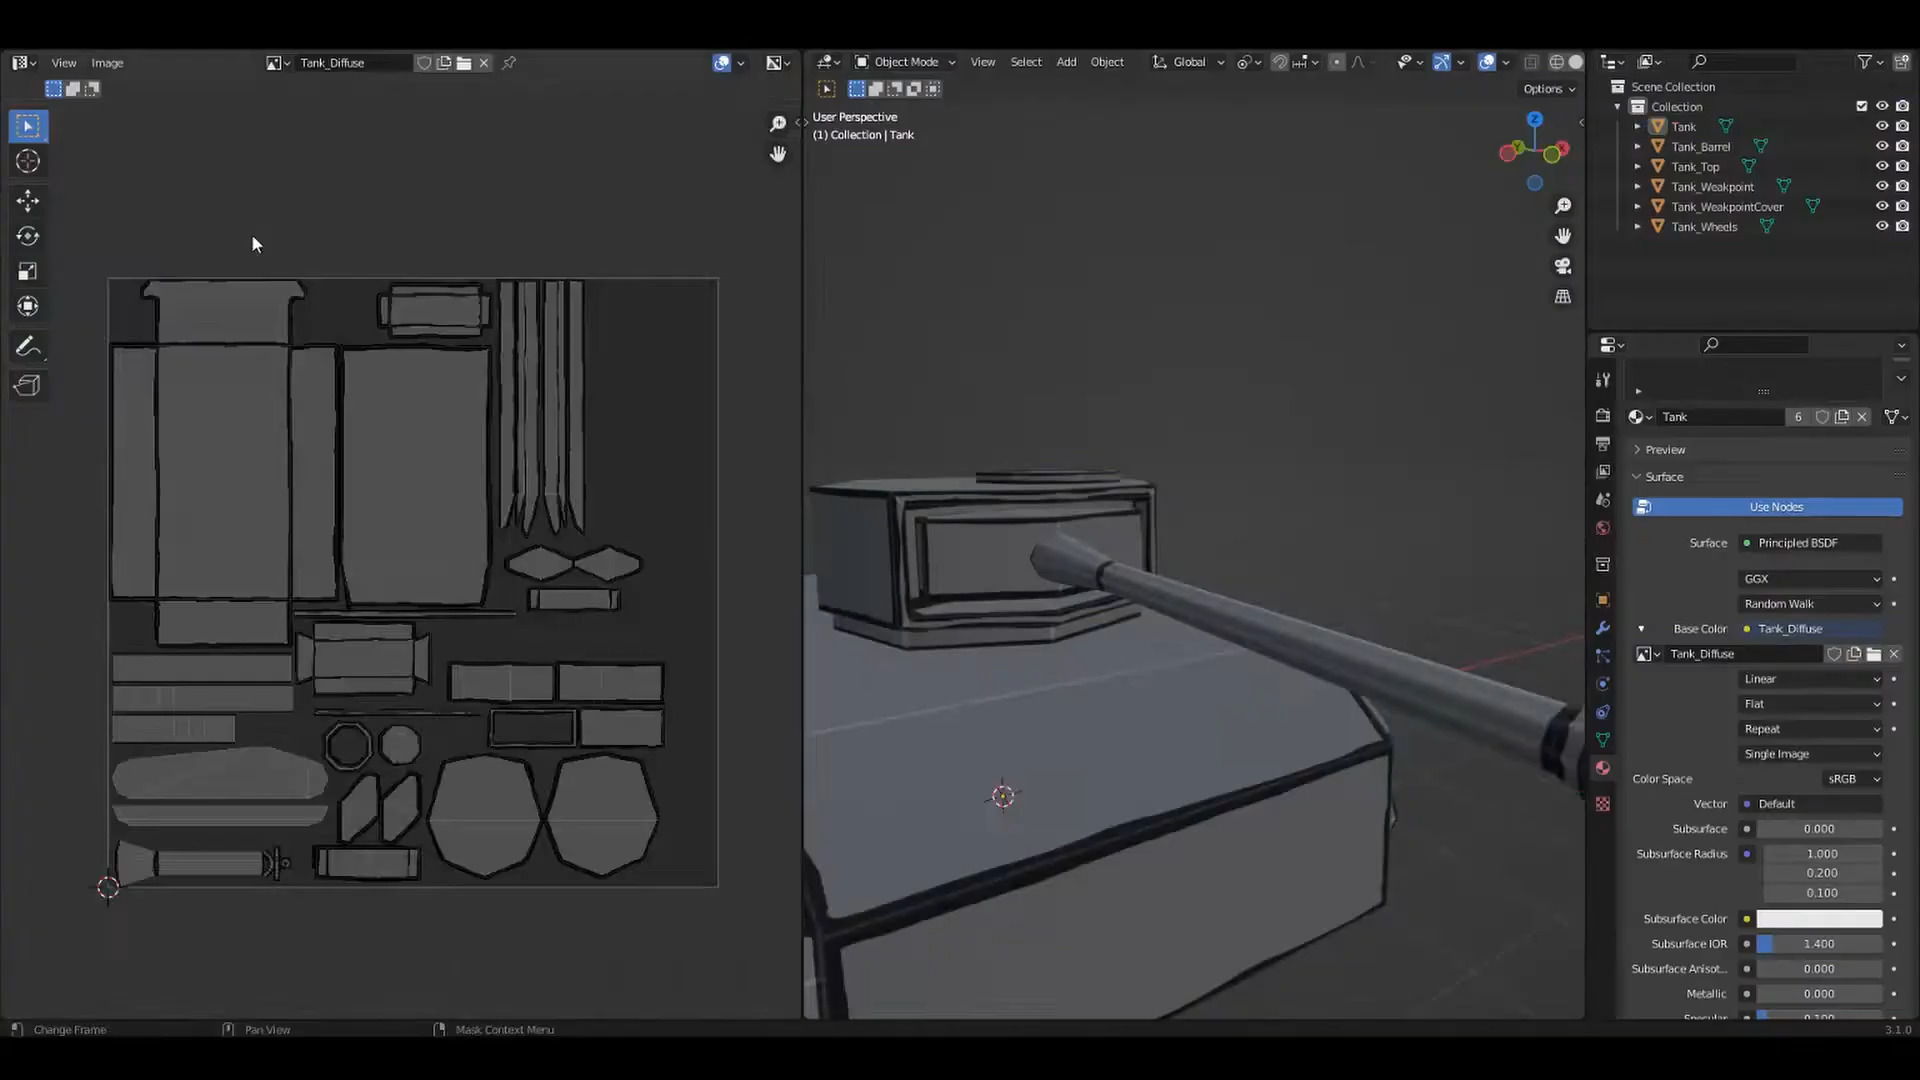 View Image Tank_Diffuse
Object Mode View Select Add Object Global
Options
User Perspective
(1) Collection | Tank
Z
Y
X
Scene Collection
Collection
Tank
Tank_Barrel
Tank_Top
Tank_Weakpoint
Tank_WeakpointCover
Tank_Wheels
Tank 6
Preview
Surface
Use Nodes
Surface Principled BSDF
GGX
Random Walk
Base Color Tank_Diffuse
Tank_Diffuse
Linear
Flat
Repeat
Single Image
Color Space sRGB
Vector Default
Subsurface 0.000
Subsurface Radius 1.000
0.200
0.100
Subsurface Color
Subsurface IOR 1.400
Subsurface Anisot... 0.000
Metallic 0.000
Specular 0.100
Change Frame Pan View Mask Context Menu 3.1.0